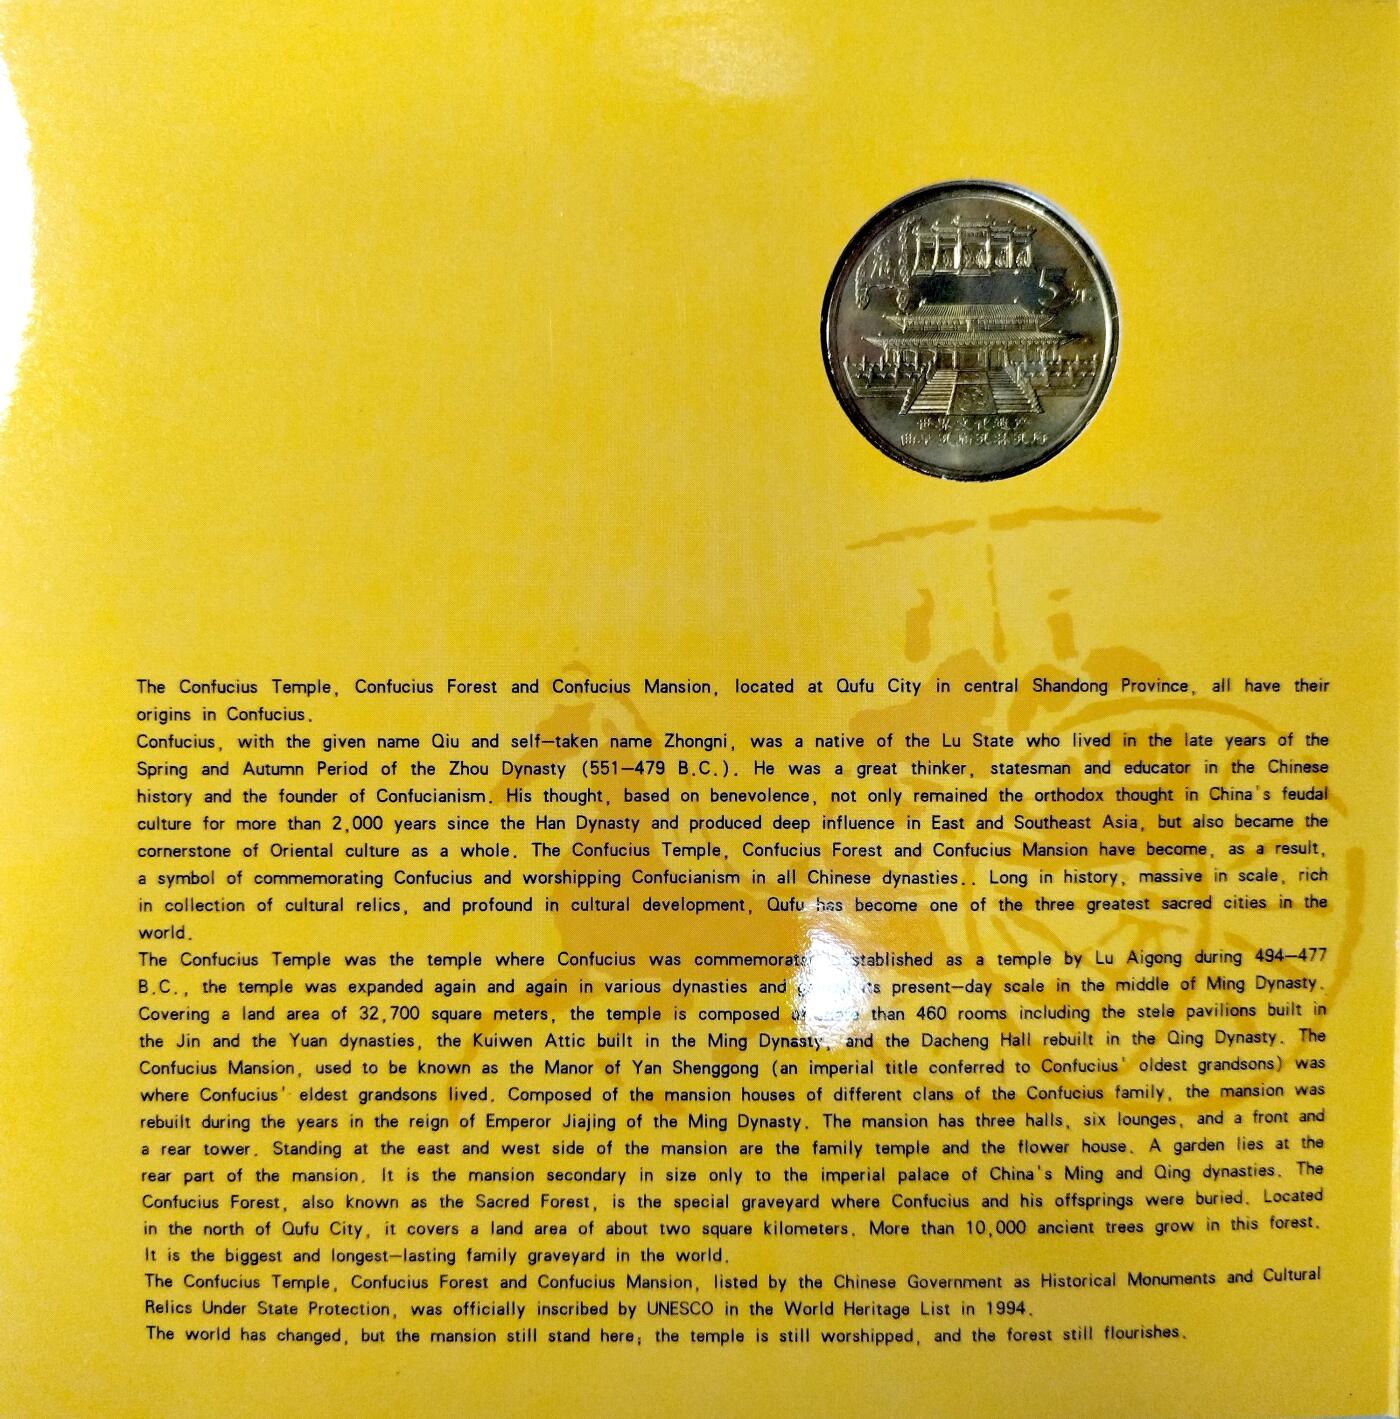 5元
世界文化遗产
曲阜孔庙孔林孔府
The Confucius Temple, Confucius Forest and Confucius Mansion, located at Qufu City in central Shandong Province, all have their
origins in Confucius.
Confucius, with the given name Qiu and self—taken name Zhongni, was a native of the Lu State who lived in the late years of the
Spring and Autumn Period of the Zhou Dynasty (551—479 B.C.). He was a great thinker, statesman and educator in the Chinese
history and the founder of Confucianism. His thought, based on benevolence, not only remained the orthodox thought in China's feudal
culture for more than 2,000 years since the Han Dynasty and produced deep influence in East and Southeast Asia, but also became the
cornerstone of Oriental culture as a whole. The Confucius Temple, Confucius Forest and Confucius Mansion have become, as a result,
a symbol of commemorating Confucius and worshipping Confucianism in all Chinese dynasties.. Long in history, massive in scale, rich
in collection of cultural relics, and profound in cultural development, Qufu has become one of the three greatest sacred cities in the
world.
The Confucius Temple was the temple where Confucius was as a temple by Lu Aigong during 494—477
B.C., the temple was expanded again and again in various dynasties and its present—day scale in the middle of Ming Dynasty.
Covering a land area of 32,700 square meters, the temple is composed of more than 460 rooms including the stele pavilions built in
the Jin and the Yuan dynasties, the Kuiwen Attic built in the Ming Dynasty, and the Dacheng Hall rebuilt in the Qing Dynasty. The
Confucius Mansion, used to be known as the Manor of Yan Shenggong (an imperial title conferred to Confucius' oldest grandsons) was
where Confucius' eldest grandsons lived. Composed of the mansion houses of different clans of the Confucius family, the mansion was
rebuilt during the years in the reign of Emperor Jiajing of the Ming Dynasty. The mansion has three halls, six lounges, and a front and
a rear tower. Standing at the east and west side of the mansion are the family temple and the flower house. A garden lies at the
rear part of the mansion. It is the mansion secondary in size only to the imperial palace of China's Ming and Qing dynasties. The
Confucius Forest, also known as the Sacred Forest, is the special graveyard where Confucius and his offsprings were buried. Located
in the north of Qufu City, it covers a land area of about two square kilometers. More than 10,000 ancient trees grow in this forest.
It is the biggest and longest—lasting family graveyard in the world.
The Confucius Temple, Confucius Forest and Confucius Mansion, listed by the Chinese Government as Historical Monuments and Cultural
Relics Under State Protection, was officially inscribed by UNESCO in the World Heritage List in 1994.
The world has changed, but the mansion still stand here; the temple is still worshipped, and the forest still flourishes.